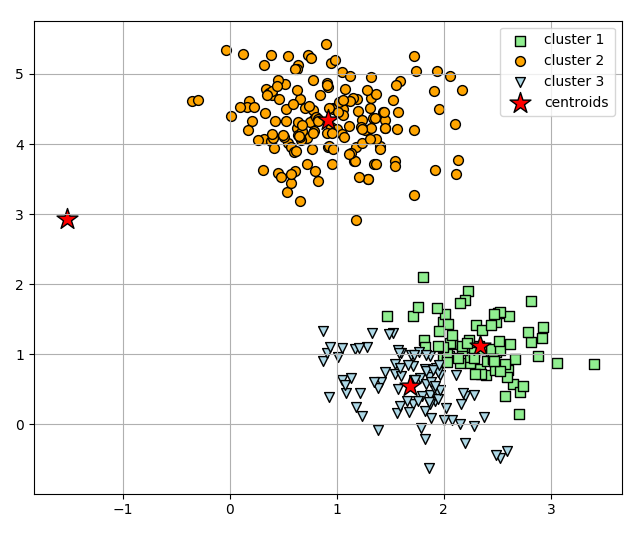 cluster 1
cluster 2
cluster 3
centroids
5
4
3
2
1
0
−1 0 1 2 3